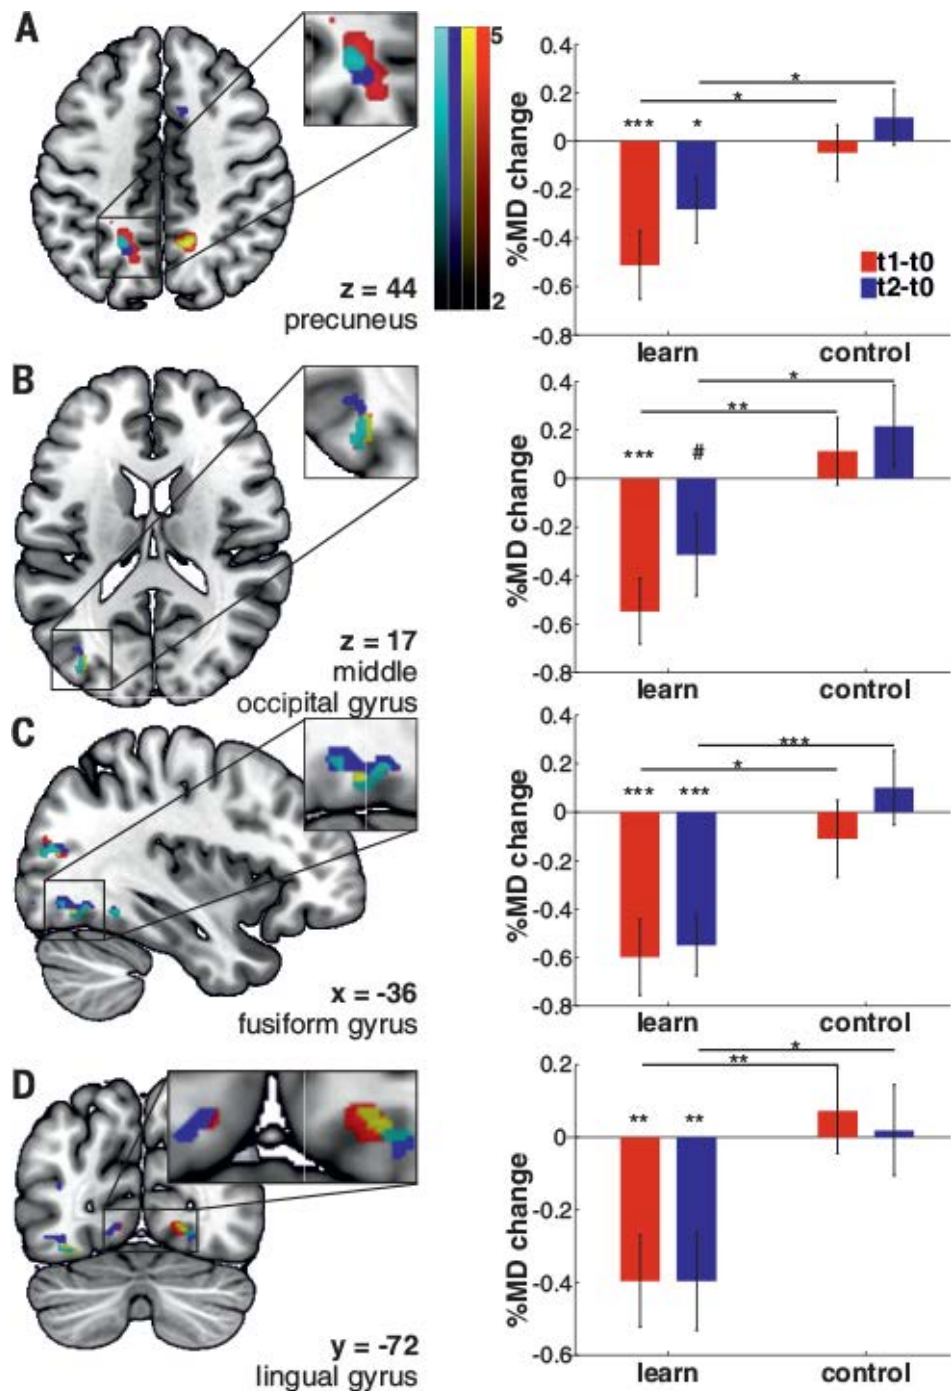 A
5
2
z = 44
precuneus
0.4
0.2
0
-0.2
-0.4
-0.6
-0.8
%MD change
*
*
*** *
t1-t0
t2-t0
learn control
B
z = 17
middle
occipital gyrus
0.4
0.2
0
-0.2
-0.4
-0.6
-0.8
%MD change
*
**
*** #
learn control
C
x = -36
fusiform gyrus
0.4
0.2
0
-0.2
-0.4
-0.6
-0.8
%MD change
***
*
*** ***
learn control
D
y = -72
lingual gyrus
0.2
0
0.2
-0.4
-0.6
%MD change
*
**
** **
learn control